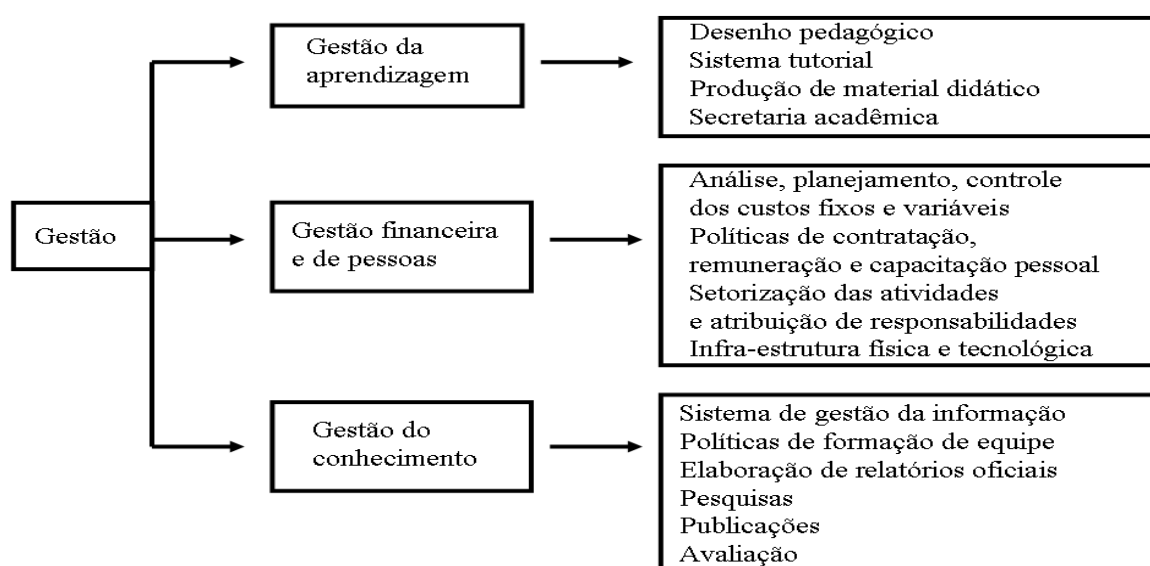 Gestão
Gestão da
aprendizagem
Desenho pedagógico
Sistema tutorial
Produção de material didático
Secretaria acadêmica
Gestão financeira
e de pessoas
Análise, planejamento, controle
dos custos fixos e variáveis
Políticas de contratação,
remuneração e capacitação pessoal
Setorização das atividades
e atribuição de responsabilidades
Infra-estrutura física e tecnológica
Gestão do
conhecimento
Sistema de gestão da informação
Políticas de formação de equipe
Elaboração de relatórios oficiais
Pesquisas
Publicações
Avaliação